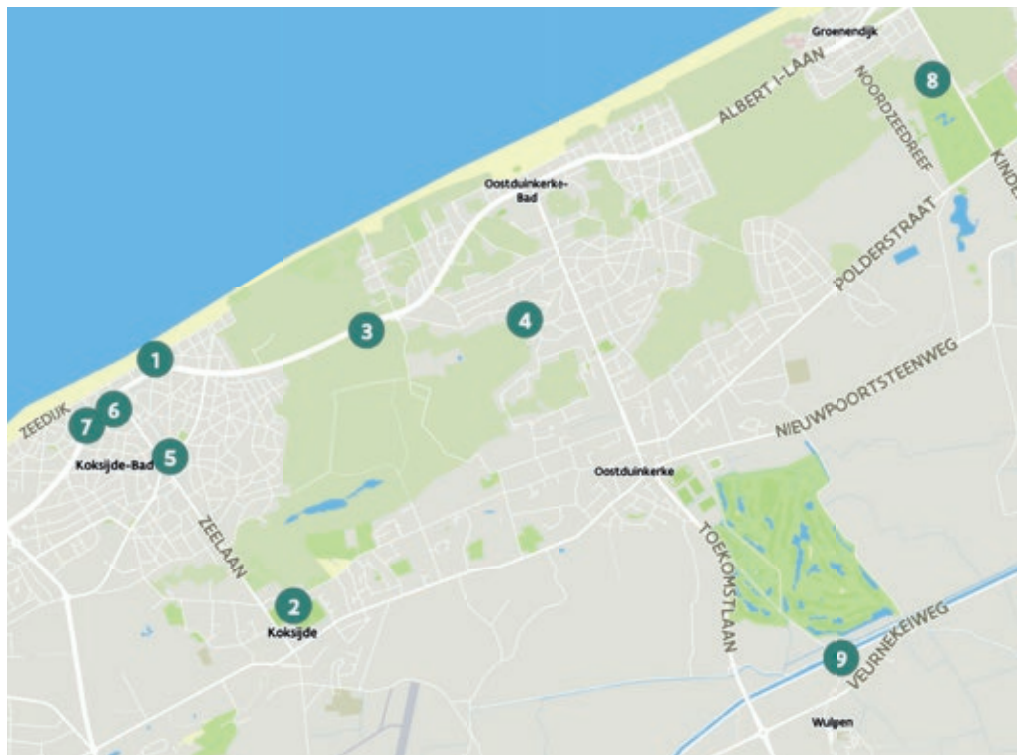 Groenendijk
8
NOORDZEEDREEF
ALBERT I-LAAN
KINDE
Oostduinkerke-
Bad
POLDERSTRAAT
4
3
1
NIEUWPOORTSTEENWEG
ZEEDIJK
6
7
5
Koksijde-Bad
Oostduinkerke
ZEELAAN
TOEKOMSTLAAN
2
Koksijde
9
VEURNEKEIWEG
Wulpen